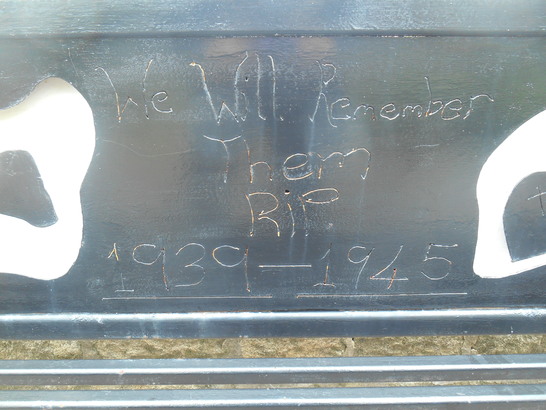 We Will Remember
Them
RiP
1939 — 1945